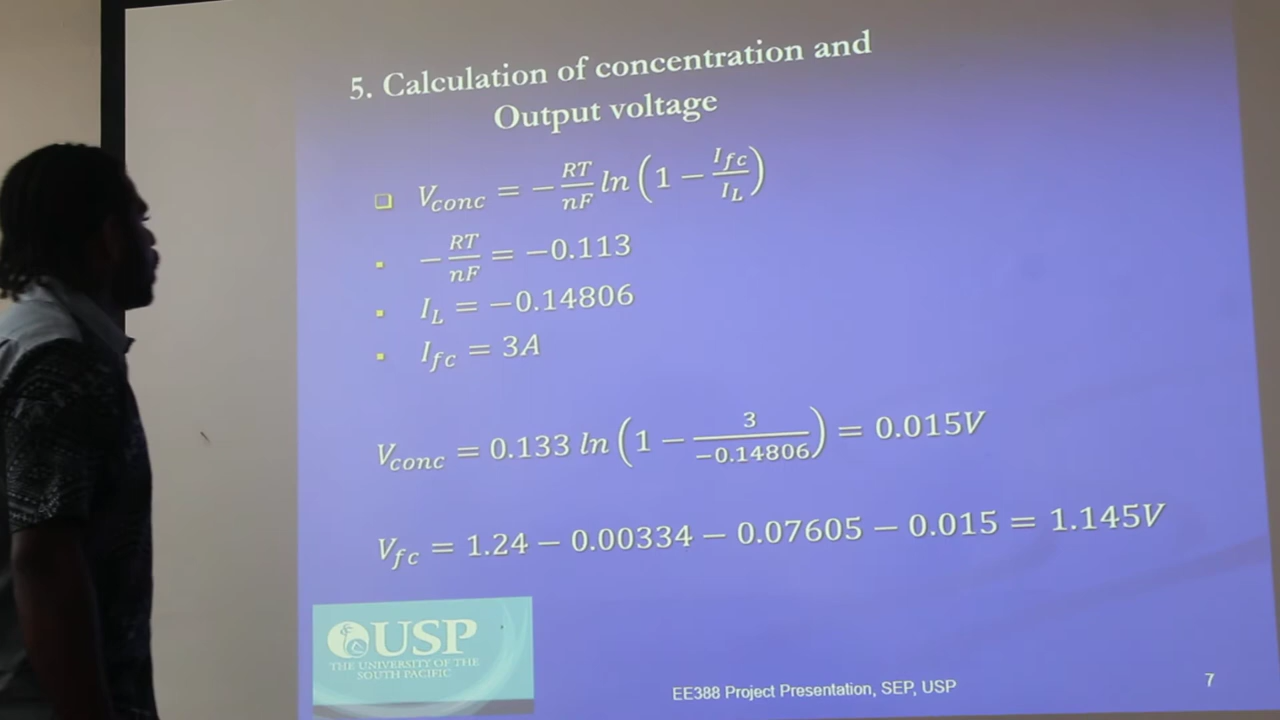 5. Calculation of concentration and
Output voltage
❑ V_conc = −RT/nF ln(1 − I_fc/I_L)
▪ −RT/nF = −0.113
▪ I_L = −0.14806
▪ I_fc = 3A
V_conc = 0.133 ln(1 − 3/−0.14806) = 0.015V
V_fc = 1.24 − 0.00334 − 0.07605 − 0.015 = 1.145V
USP
THE UNIVERSITY OF THE
SOUTH PACIFIC
EE388 Project Presentation, SEP, USP
7